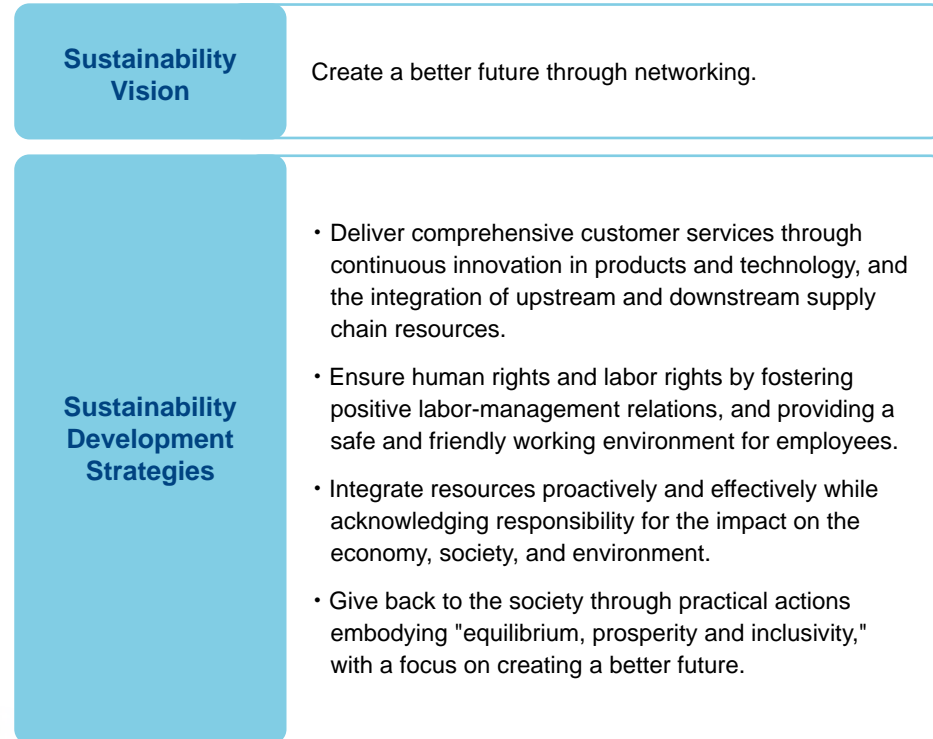 Sustainability
Vision
Create a better future through networking.
Sustainability
Development
Strategies
・Deliver comprehensive customer services through
continuous innovation in products and technology, and
the integration of upstream and downstream supply
chain resources.
・Ensure human rights and labor rights by fostering
positive labor-management relations, and providing a
safe and friendly working environment for employees.
・Integrate resources proactively and effectively while
acknowledging responsibility for the impact on the
economy, society, and environment.
・Give back to the society through practical actions
embodying "equilibrium, prosperity and inclusivity,"
with a focus on creating a better future.